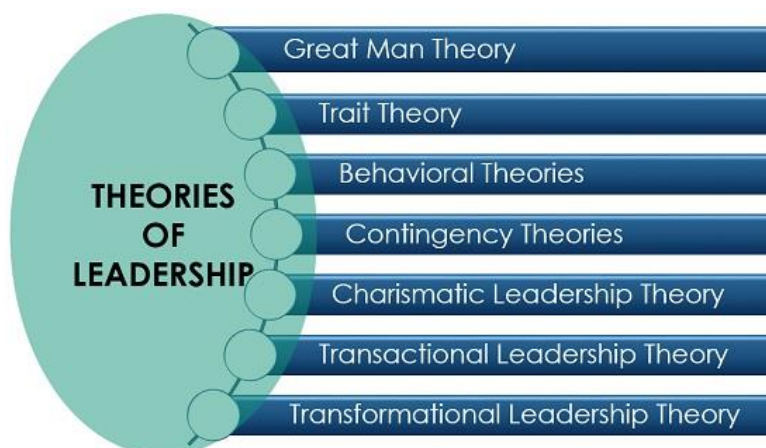 THEORIES
OF
LEADERSHIP
Great Man Theory
Trait Theory
Behavioral Theories
Contingency Theories
Charismatic Leadership Theory
Transactional Leadership Theory
Transformational Leadership Theory